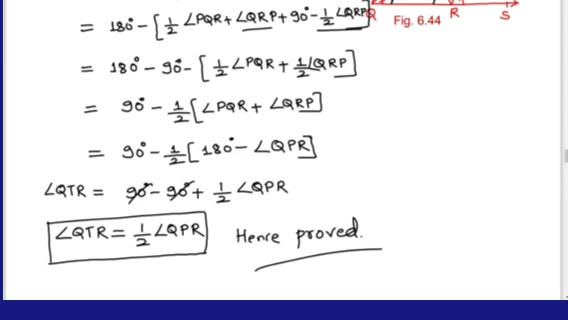 = 180° - [1/2 ∠PQR + ∠QRP + 90° - 1/2 ∠QRP]
Q R S
Fig. 6.44
= 180° - 90° - [1/2 ∠PQR + 1/2 ∠QRP]
= 90° - 1/2 [∠PQR + ∠QRP]
= 90° - 1/2 [180° - ∠QPR]
∠QTR = 90° - 90° + 1/2 ∠QPR
∠QTR = 1/2 ∠QPR Hence proved.